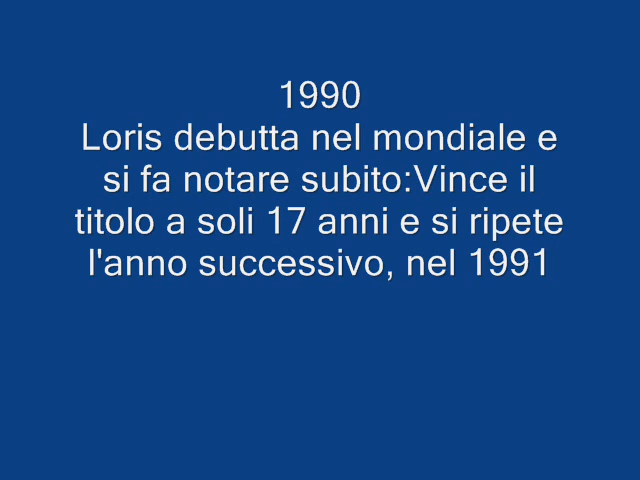 1990
Loris debutta nel mondiale e
si fa notare subito:Vince il
titolo a soli 17 anni e si ripete
l'anno successivo, nel 1991